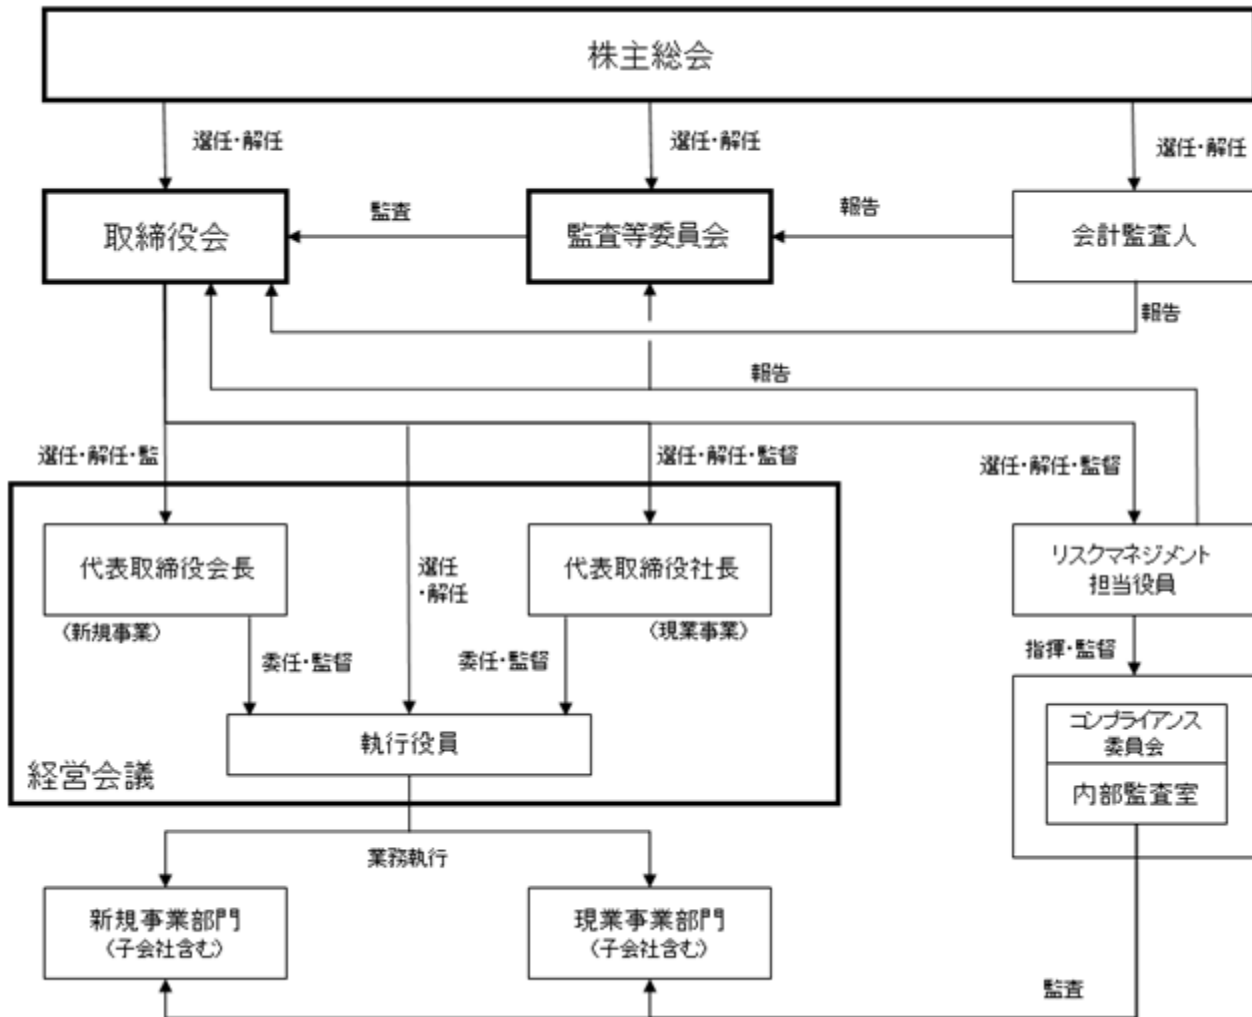 株主総会
選任・解任
選任・解任
選任・解任
取締役会
監査
監査等委員会
報告
会計監査人
報告
報告
選任・解任・監
選任・解任・監督
選任・解任・監督
代表取締役会長
〈新規事業〉
選任
・解任
代表取締役社長
〈現業事業〉
リスクマネジメント
担当役員
委任・監督
委任・監督
指揮・監督
執行役員
経営会議
コンプライアンス
委員会
内部監査室
業務執行
新規事業部門
〈子会社含む〉
現業事業部門
〈子会社含む〉
監査